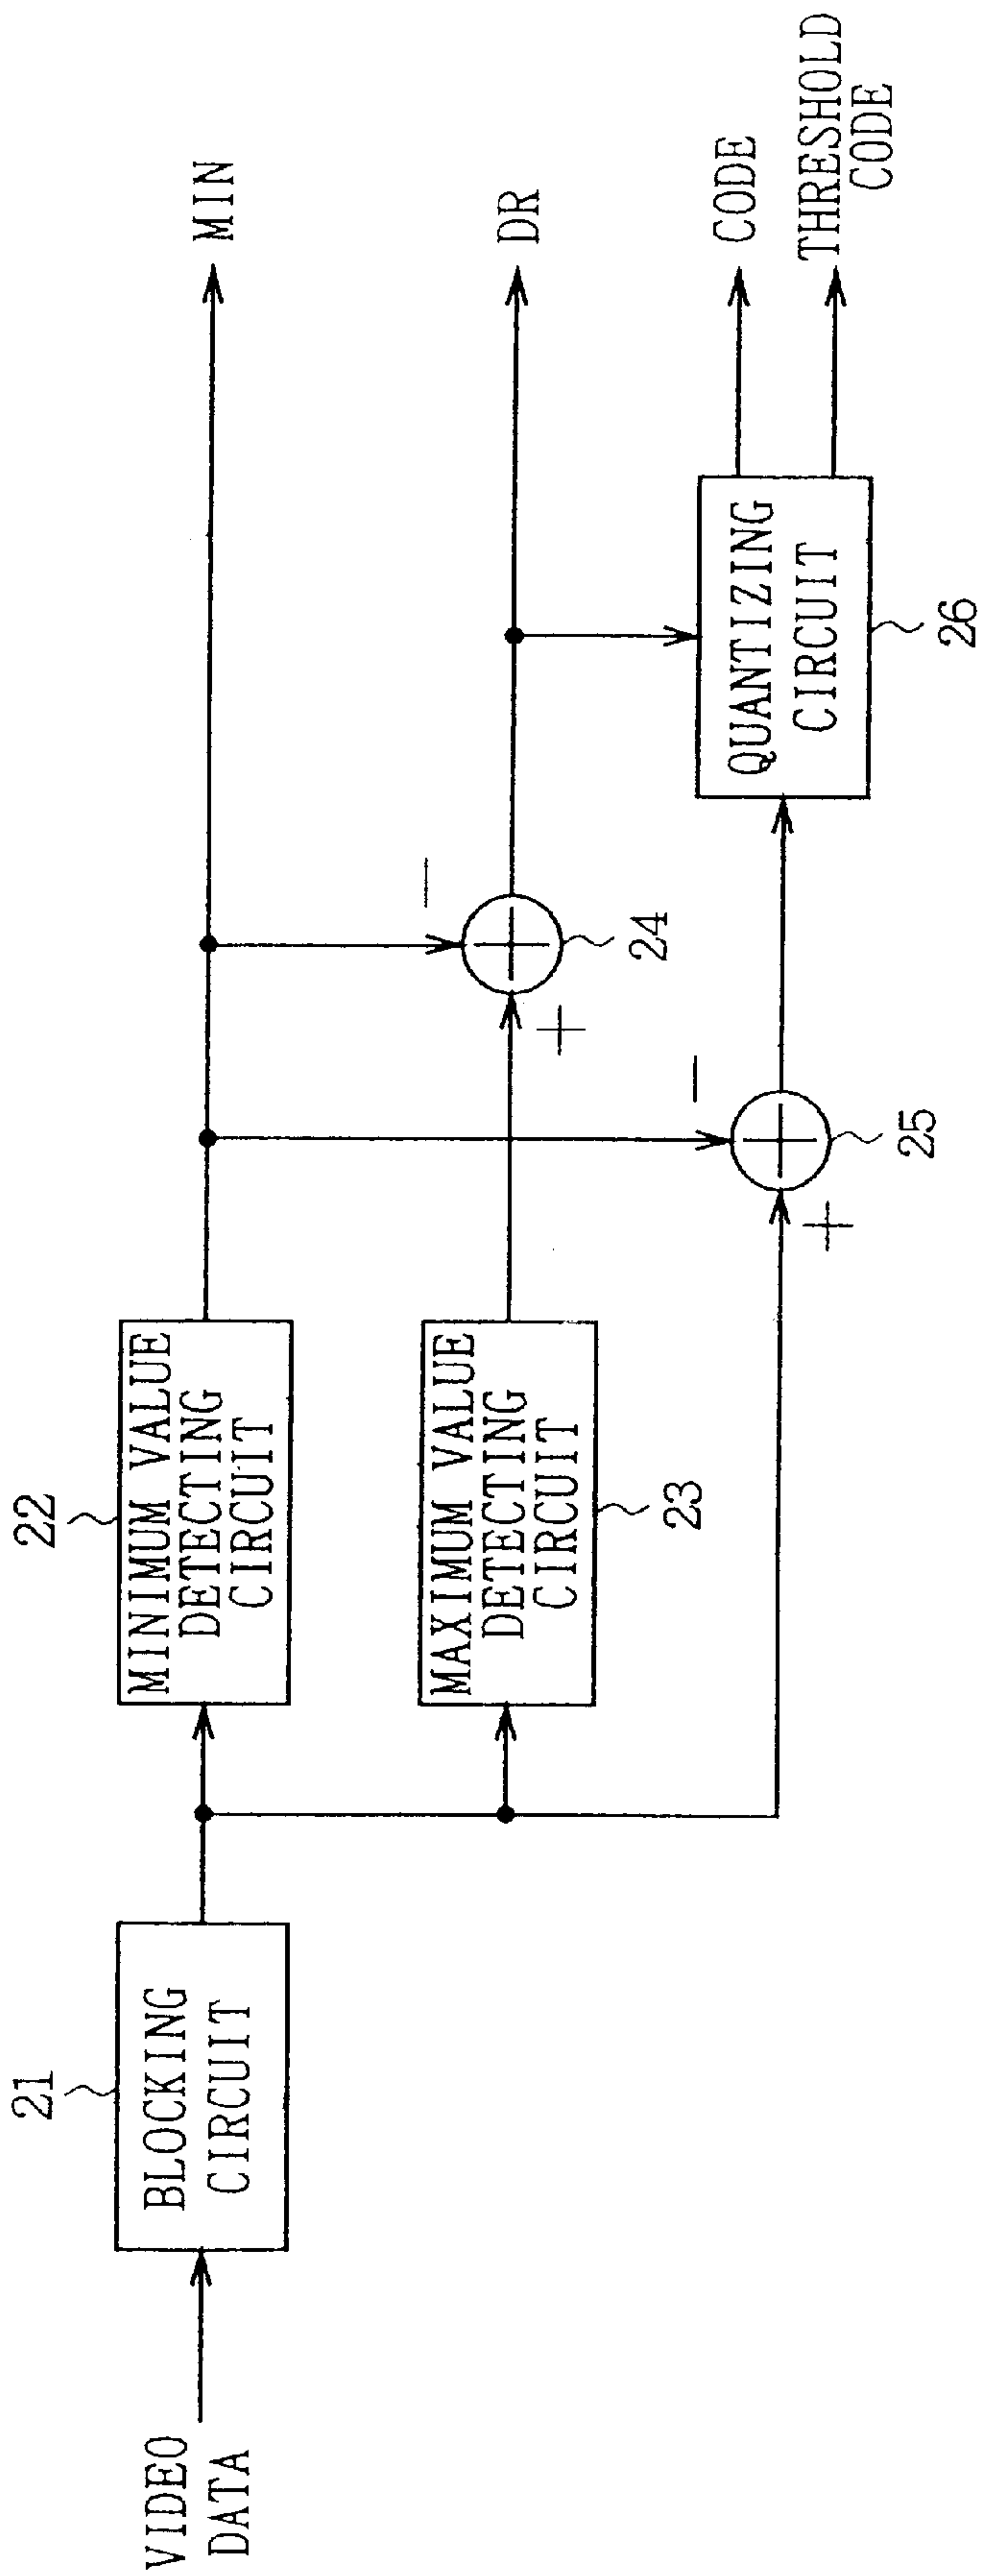 VIDEO
DATA
21
BLOCKING
CIRCUIT
22
MINIMUM VALUE
DETECTING
CIRCUIT
MAXIMUM VALUE
DETECTING
CIRCUIT
23
−
+
24
−
+
25
QUANTIZING
CIRCUIT
26
MIN
DR
CODE
THRESHOLD
CODE